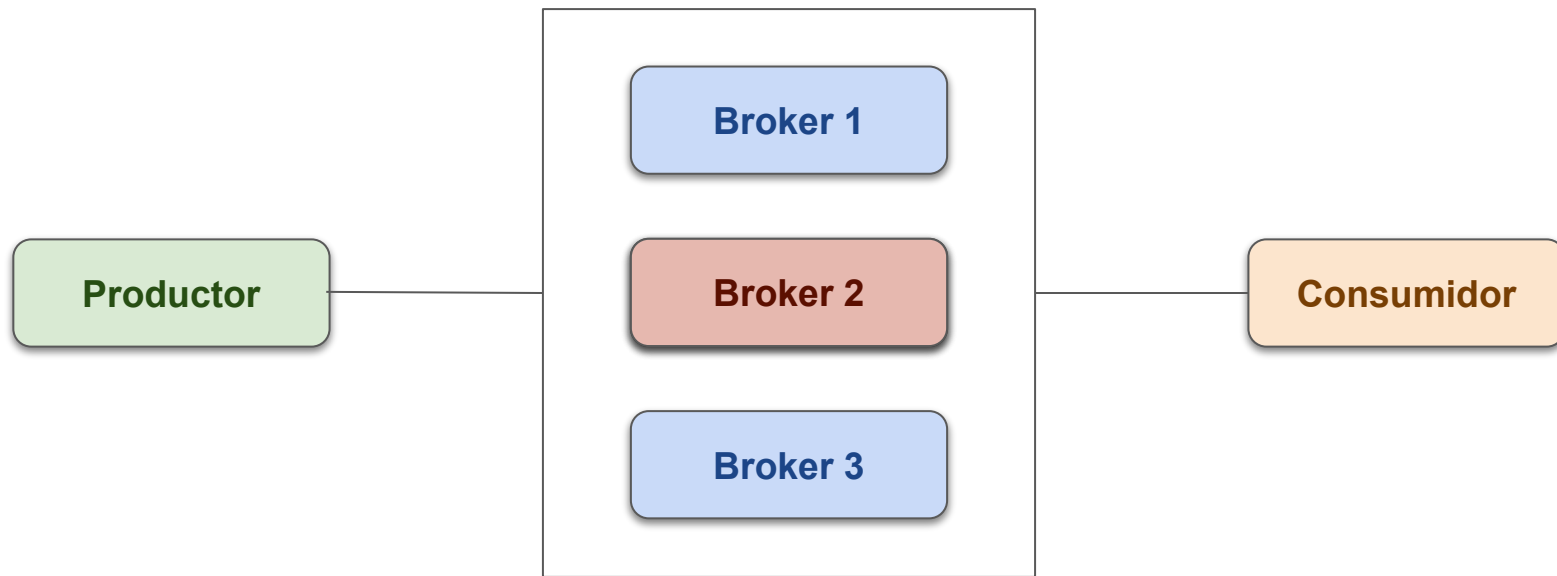 Broker 1
Productor
Broker 2
Consumidor
Broker 3